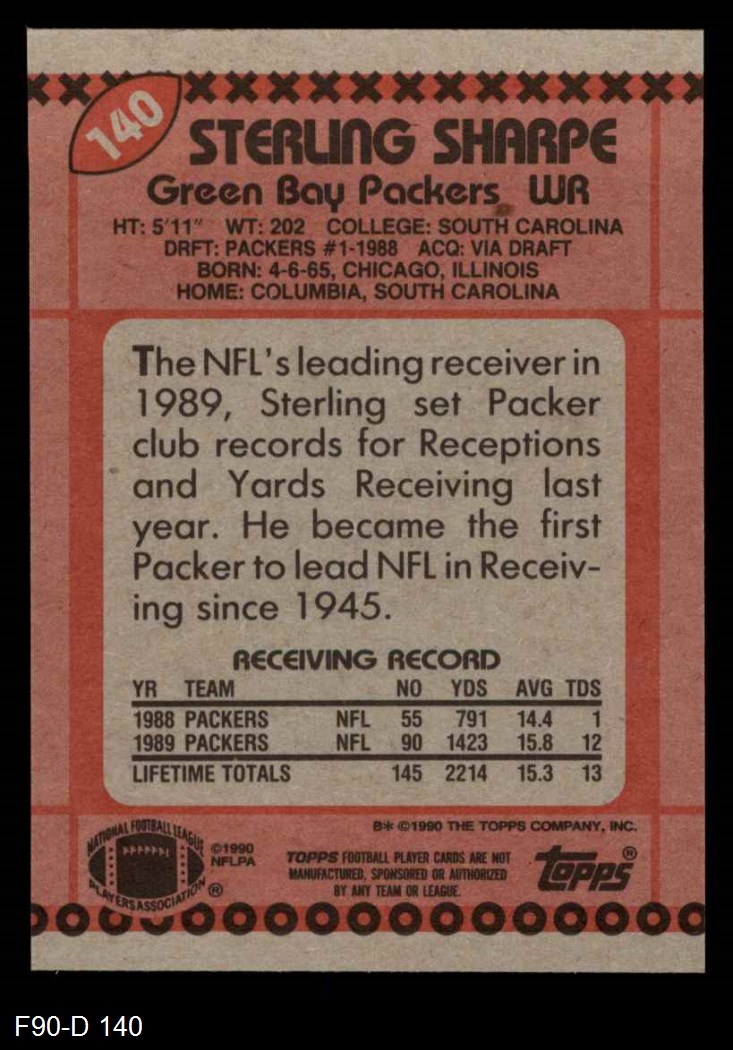 140
STERLING SHARPE
Green Bay Packers WR
HT: 5'11" WT: 202 COLLEGE: SOUTH CAROLINA
DRFT: PACKERS #1-1988 ACQ: VIA DRAFT
BORN: 4-6-65, CHICAGO, ILLINOIS
HOME: COLUMBIA, SOUTH CAROLINA
The NFL's leading receiver in
1989, Sterling set Packer
club records for Receptions
and Yards Receiving last
year. He became the first
Packer to lead NFL in Receiv-
ing since 1945.
RECEIVING RECORD
YR TEAM NO YDS AVG TDS
1988 PACKERS NFL 55 791 14.4 1
1989 PACKERS NFL 90 1423 15.8 12
LIFETIME TOTALS 145 2214 15.3 13
B* ©1990 THE TOPPS COMPANY, INC.
NATIONAL FOOTBALL LEAGUE
PLAYERS ASSOCIATION ®
©1990
NFLPA
TOPPS FOOTBALL PLAYER CARDS ARE NOT
MANUFACTURED, SPONSORED OR AUTHORIZED
BY ANY TEAM OR LEAGUE.
topps®
F90-D 140